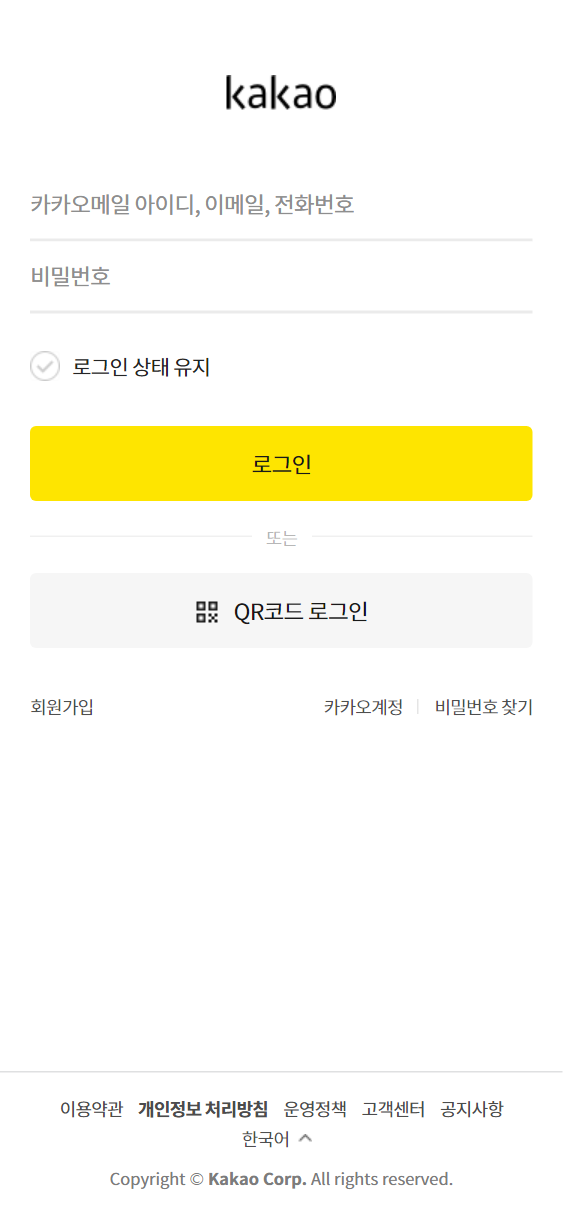 kakao
카카오메일 아이디, 이메일, 전화번호
비밀번호
로그인 상태 유지
로그인
또는
QR코드 로그인
회원가입 카카오계정 비밀번호 찾기
이용약관 개인정보 처리방침 운영정책 고객센터 공지사항
한국어
Copyright © Kakao Corp. All rights reserved.